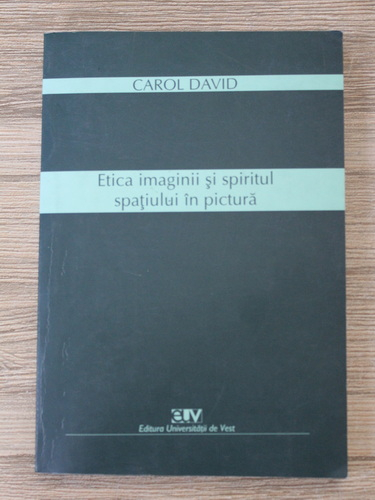 CAROL DAVID
Etica imaginii şi spiritul
spaţiului în pictură
euv
Editura Universităţii de Vest